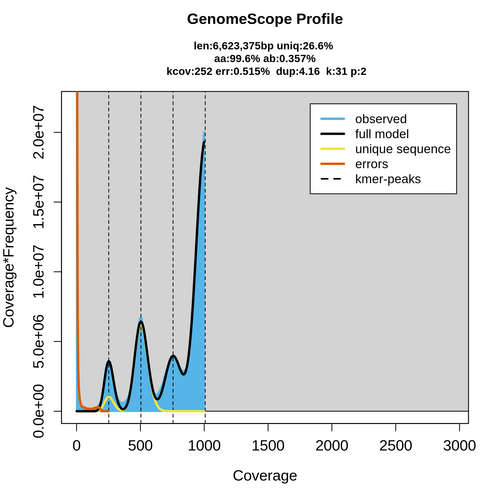 GenomeScope Profile
len:6,623,375bp uniq:26.6%
aa:99.6% ab:0.357%
kcov:252 err:0.515% dup:4.16 k:31 p:2
observed
full model
unique sequence
errors
kmer-peaks
Coverage*Frequency
2.0e+07
1.5e+07
1.0e+07
5.0e+06
0.0e+00
0 500 1000 1500 2000 2500 3000
Coverage